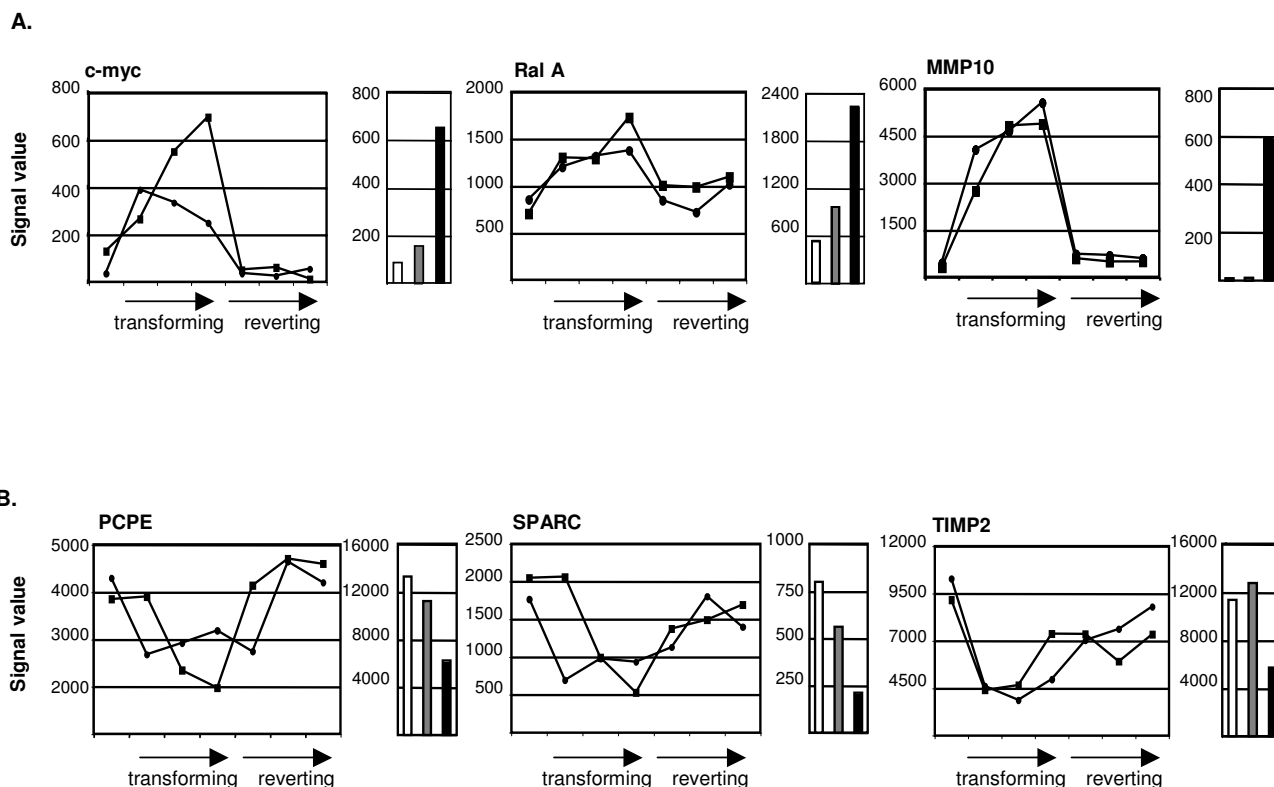 A.
c-myc
Signal value
800
600
400
200
transforming
reverting
800
600
400
200
Ral A
2000
1500
1000
500
transforming
reverting
2400
1800
1200
600
MMP10
6000
4500
3000
1500
transforming
reverting
800
600
400
200
B.
PCPE
Signal value
5000
4000
3000
2000
transforming
reverting
16000
12000
8000
4000
SPARC
2500
2000
1500
1000
500
transforming
reverting
1000
750
500
250
TIMP2
12000
9500
7000
4500
transforming
reverting
16000
12000
8000
4000